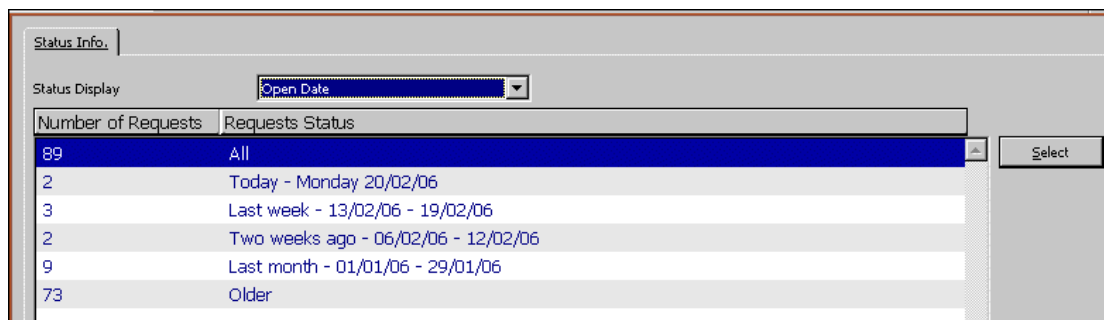 Status Info.
Status Display Open Date
Number of Requests Requests Status
89 All
Select
2 Today - Monday 20/02/06
3 Last week - 13/02/06 - 19/02/06
2 Two weeks ago - 06/02/06 - 12/02/06
9 Last month - 01/01/06 - 29/01/06
73 Older